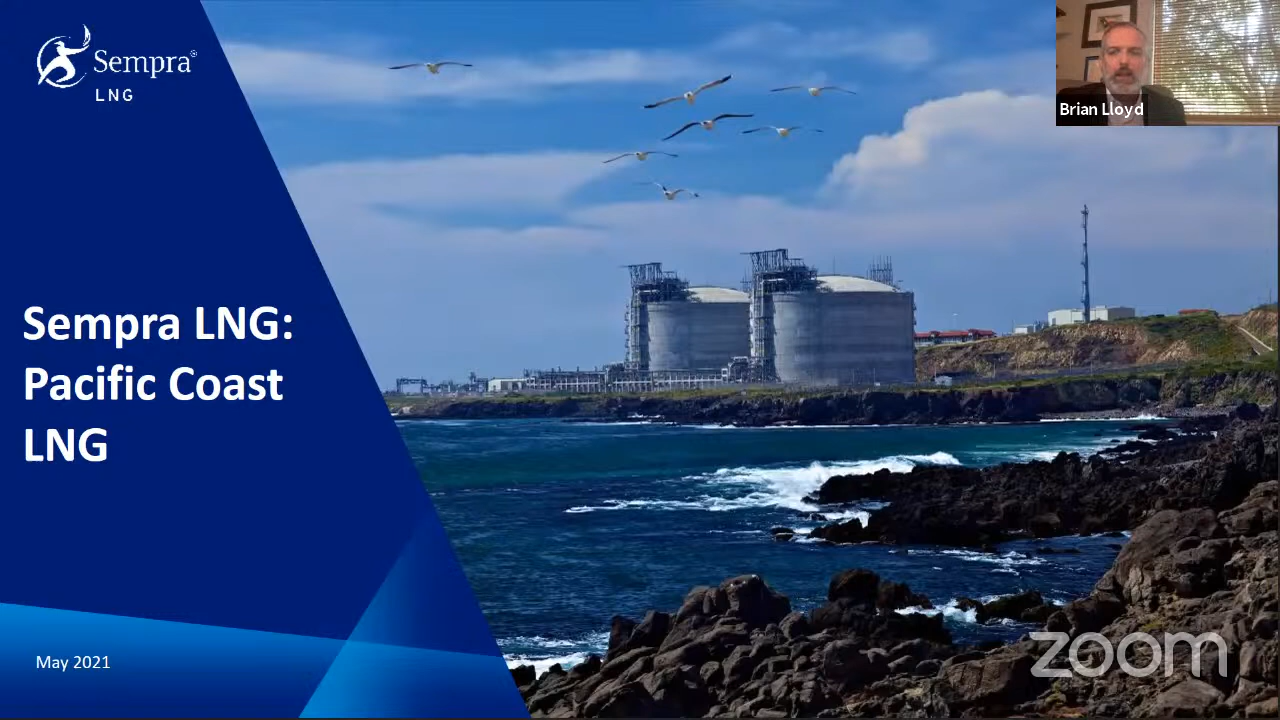 Sempra®
LNG
Brian Lloyd
Sempra LNG:
Pacific Coast
LNG
May 2021
zoom